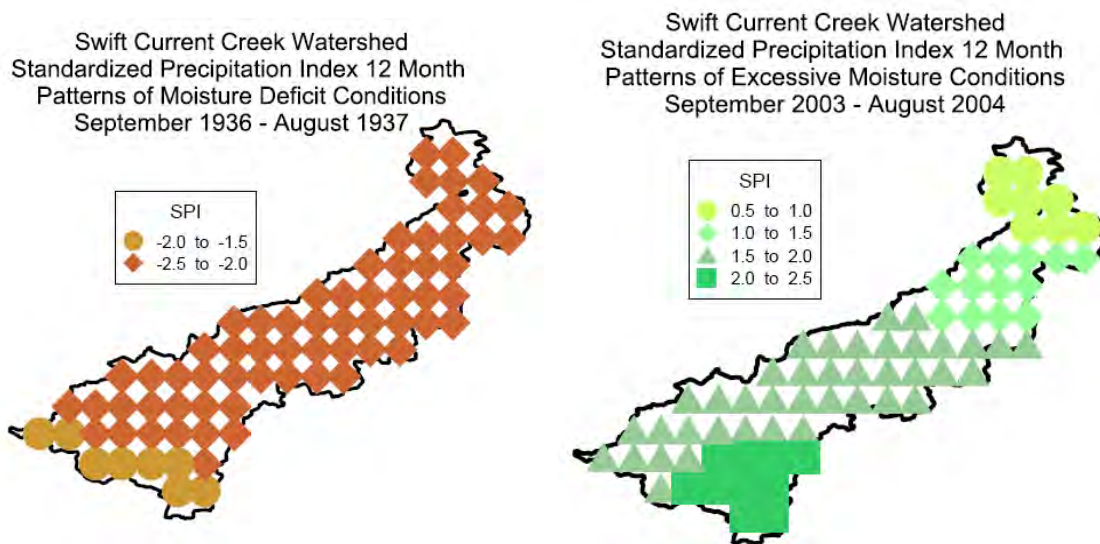 Swift Current Creek Watershed
Standardized Precipitation Index 12 Month
Patterns of Moisture Deficit Conditions
September 1936 - August 1937
SPI
-2.0 to -1.5
-2.5 to -2.0
Swift Current Creek Watershed
Standardized Precipitation Index 12 Month
Patterns of Excessive Moisture Conditions
September 2003 - August 2004
SPI
0.5 to 1.0
1.0 to 1.5
1.5 to 2.0
2.0 to 2.5